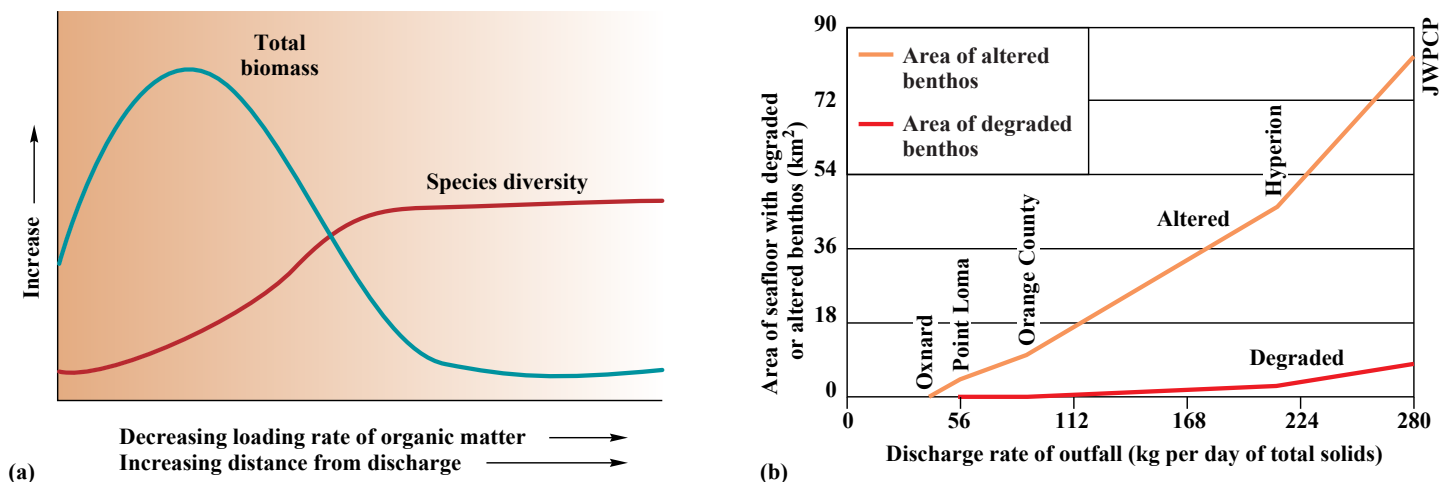 Total
biomass
Species diversity
Increase
Decreasing loading rate of organic matter
Increasing distance from discharge
(a)
90
72
54
36
18
0
Area of seafloor with degraded
or altered benthos (km²)
Area of altered
benthos
Area of degraded
benthos
Oxnard
Point Loma
Orange County
Altered
Hyperion
JWPCP
Degraded
0 56 112 168 224 280
Discharge rate of outfall (kg per day of total solids)
(b)